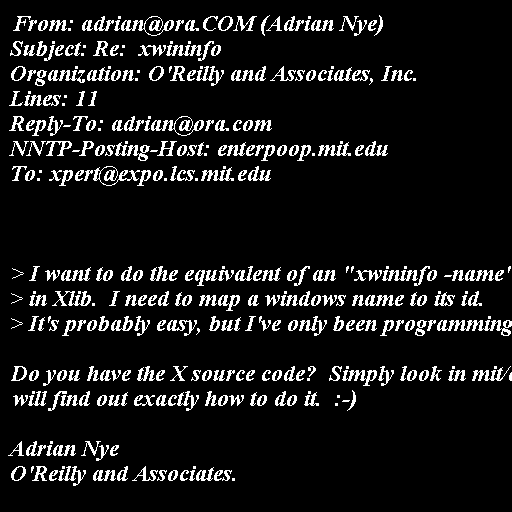 From: adrian@ora.COM (Adrian Nye)
Subject: Re:  xwininfo
Organization: O'Reilly and Associates, Inc.
Lines: 11
Reply-To: adrian@ora.com
NNTP-Posting-Host: enterpoop.mit.edu
To: xpert@expo.lcs.mit.edu
> I want to do the equivalent of an "xwininfo -name"
> in Xlib.  I need to map a windows name to its id.
> It's probably easy, but I've only been programming
Do you have the X source code?  Simply look in mit/
will find out exactly how to do it.  :-)
Adrian Nye
O'Reilly and Associates.